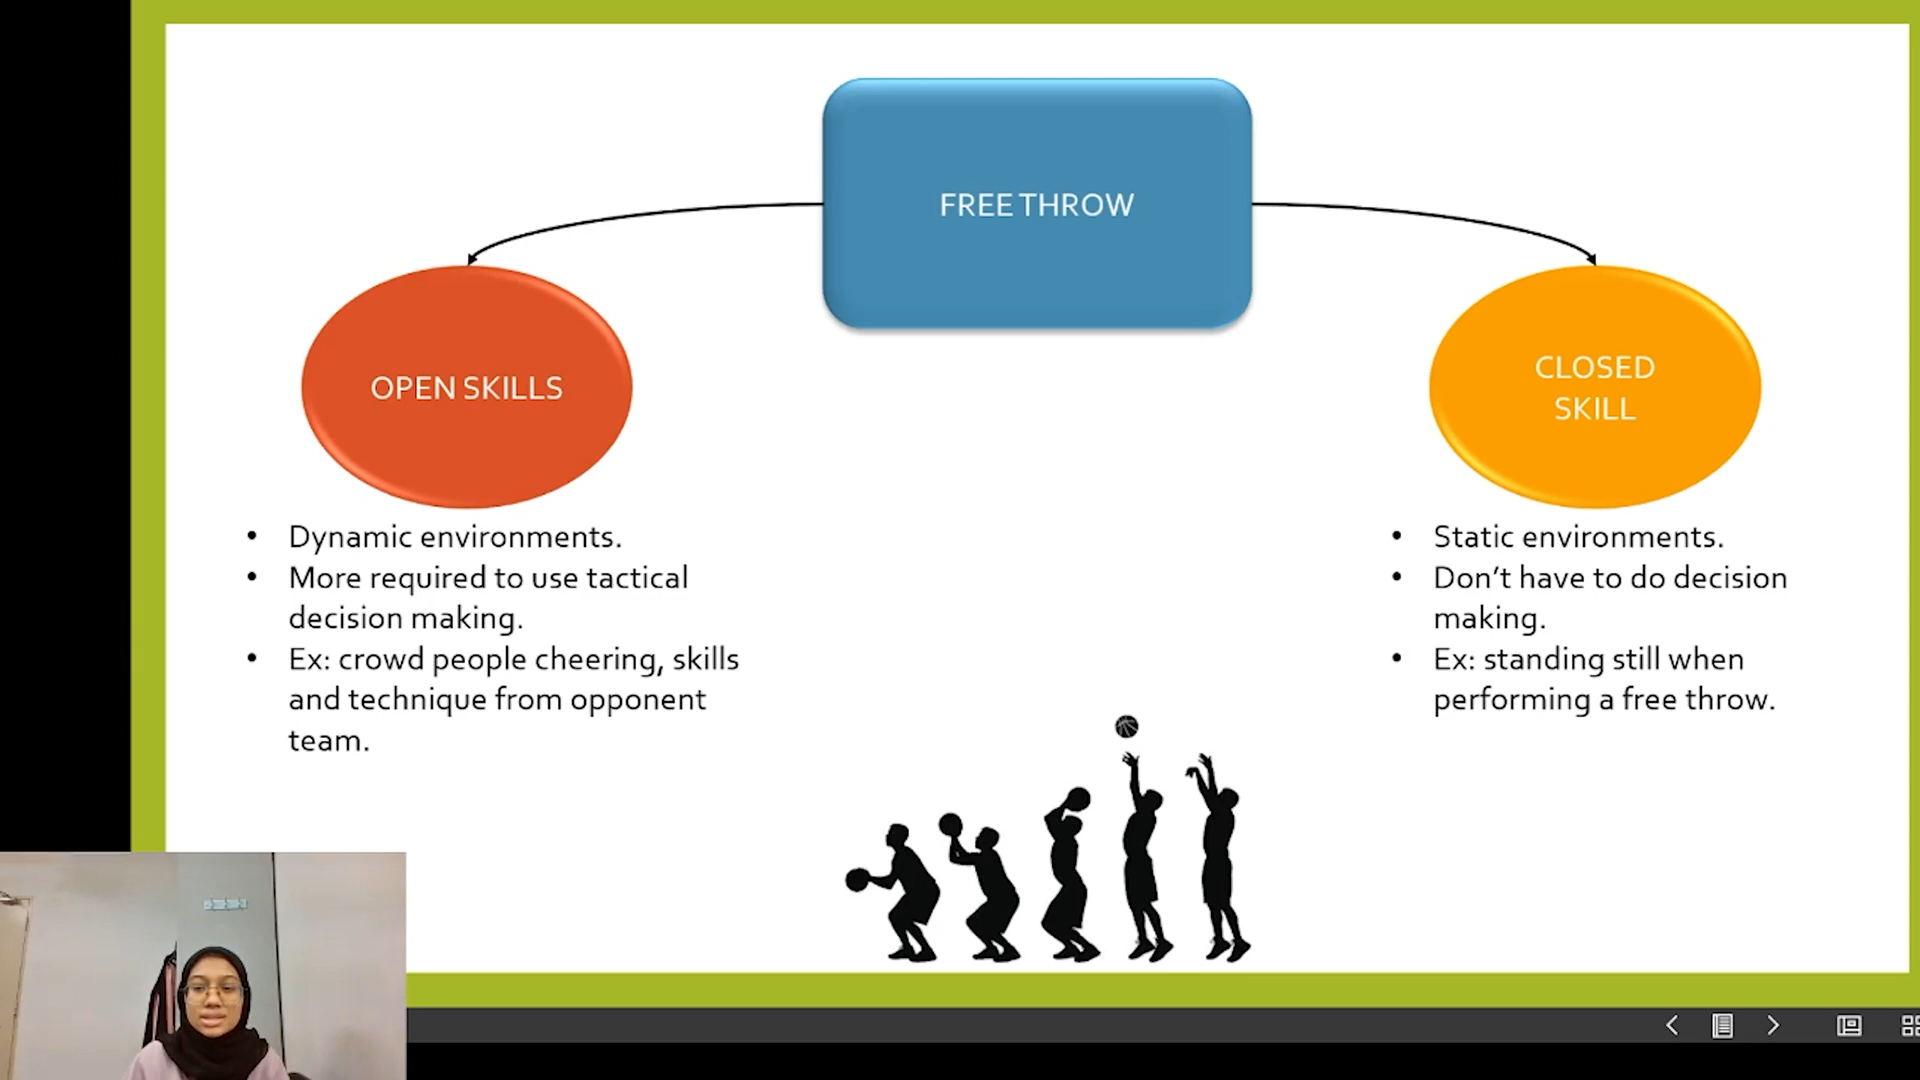 FREE THROW
OPEN SKILLS
• Dynamic environments.
• More required to use tactical
decision making.
• Ex: crowd people cheering, skills
and technique from opponent
team.
CLOSED
SKILL
• Static environments.
• Don’t have to do decision
making.
• Ex: standing still when
performing a free throw.